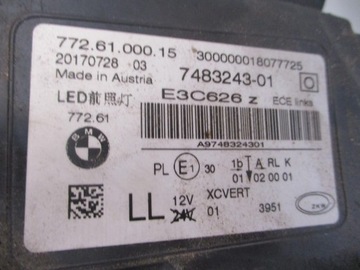 772.61.000.15 300000018077725
20170728 03 7483243-01
Made in Austria
LED前照灯 E3C626 z ECE links
772.61
BMW
A9748324301
PL E1 30 1b A RL K
01 02 00 01
LL 12V XCVERT
24V 01 3951 ZKW